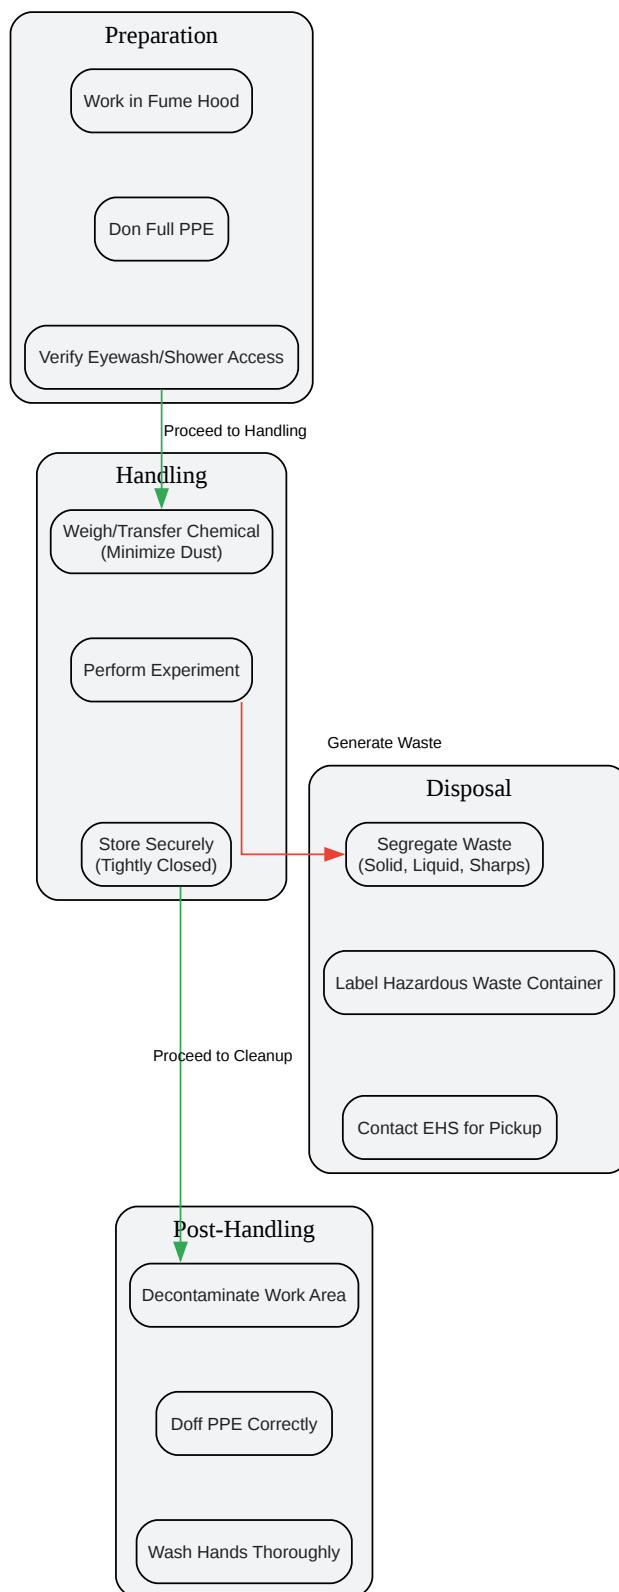 Preparation
Work in Fume Hood
Don Full PPE
Verify Eyewash/Shower Access
Proceed to Handling
Handling
Weigh/Transfer Chemical
(Minimize Dust)
Perform Experiment
Generate Waste
Disposal
Store Securely
(Tightly Closed)
Segregate Waste
(Solid, Liquid, Sharps)
Label Hazardous Waste Container
Proceed to Cleanup
Contact EHS for Pickup
Post-Handling
Decontaminate Work Area
Doff PPE Correctly
Wash Hands Thoroughly